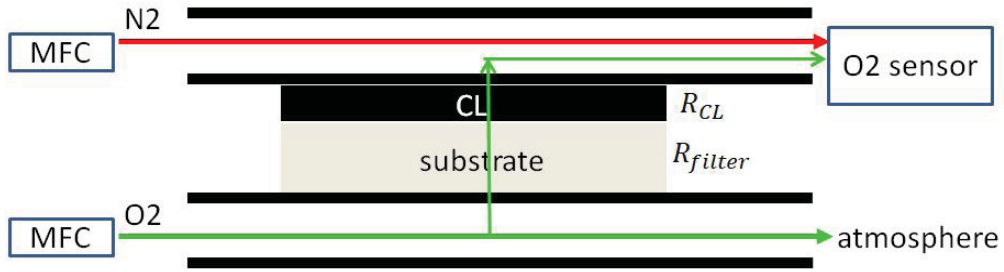 N2
MFC
O2 sensor
CL
R_CL
substrate
R_filter
O2
MFC
atmosphere